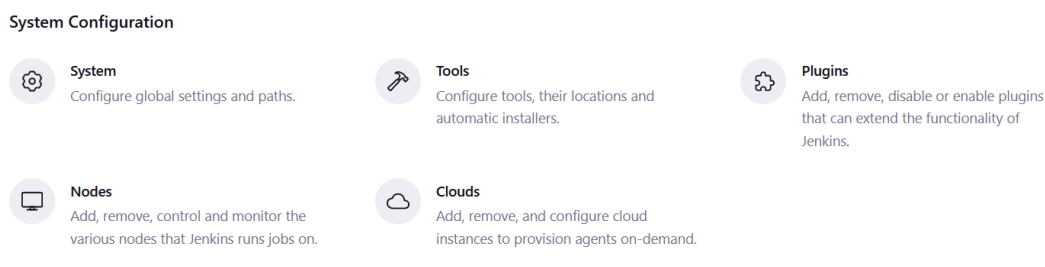 System Configuration
System
Configure global settings and paths.
Tools
Configure tools, their locations and
automatic installers.
Plugins
Add, remove, disable or enable plugins
that can extend the functionality of
Jenkins.
Nodes
Add, remove, control and monitor the
various nodes that Jenkins runs jobs on.
Clouds
Add, remove, and configure cloud
instances to provision agents on-demand.